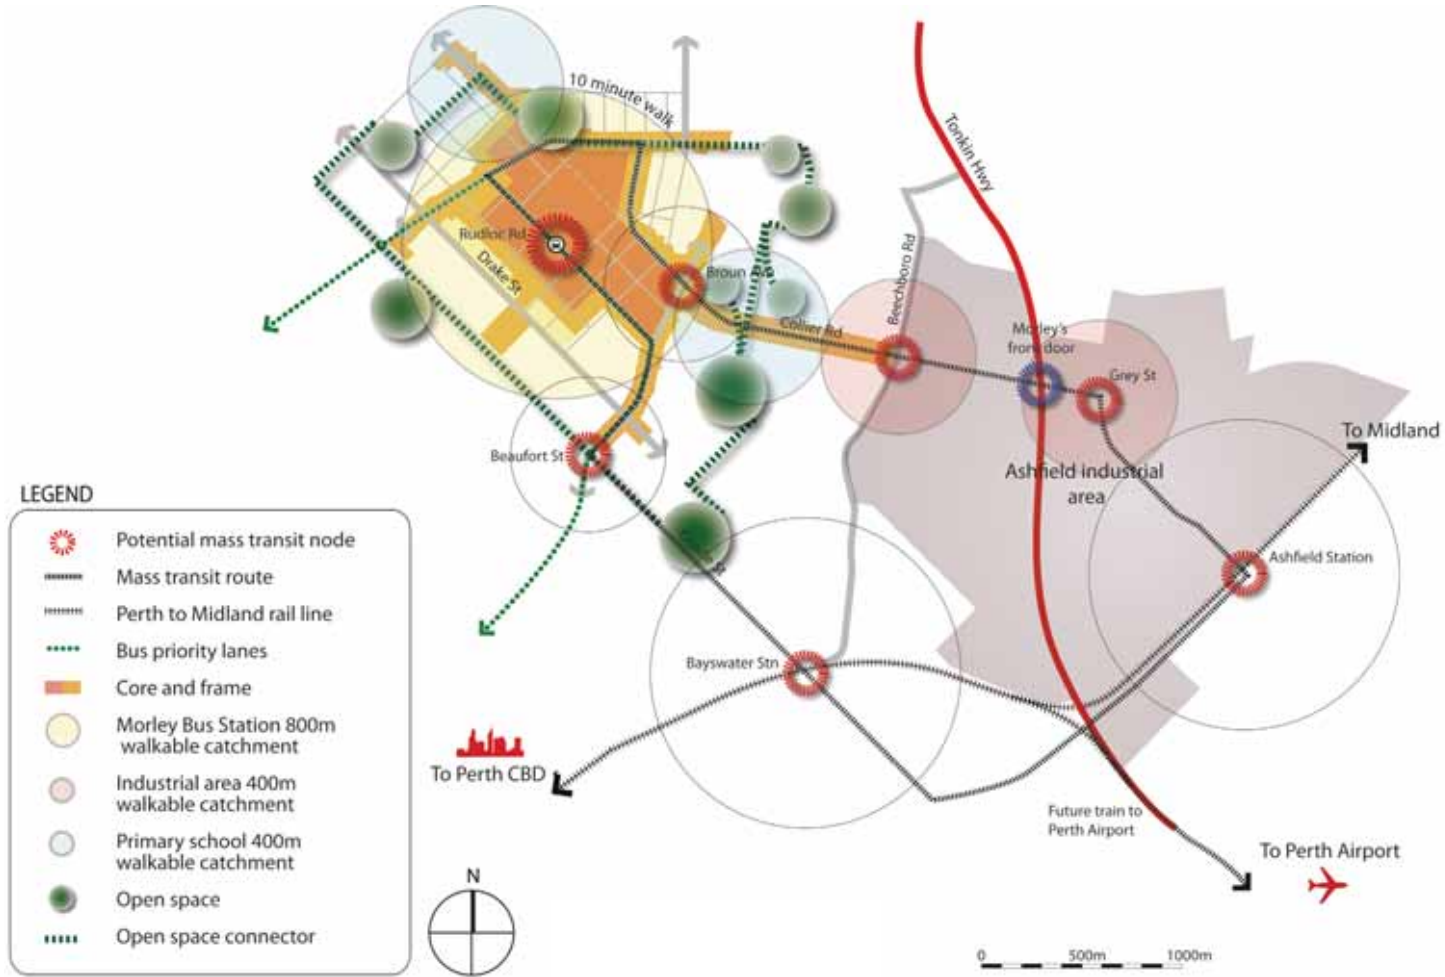 10 minute walk
Tonkin Hwy
Rudloc Rd
Drake St
Broun
Beechboro Rd
Collier Rd
Morley's
front door
Grey St
To Midland
Beaufort St
Ashfield industrial
area
Ashfield Station
Bayswater Stn
To Perth CBD
Future train to
Perth Airport
To Perth Airport
LEGEND
Potential mass transit node
Mass transit route
Perth to Midland rail line
Bus priority lanes
Core and frame
Morley Bus Station 800m
walkable catchment
Industrial area 400m
walkable catchment
Primary school 400m
walkable catchment
Open space
Open space connector
N
0 500m 1000m